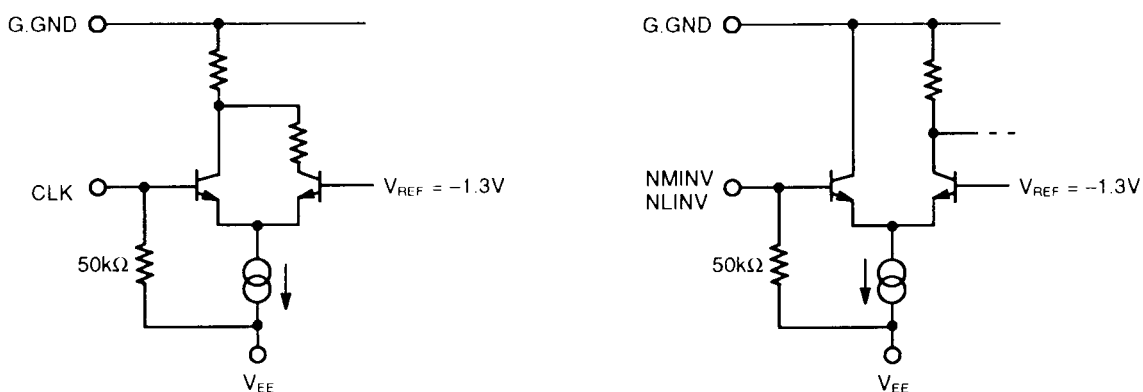 G.GND
CLK
V_REF = −1.3V
50kΩ
V_EE
G.GND
NMINV
NLINV
V_REF = −1.3V
50kΩ
V_EE